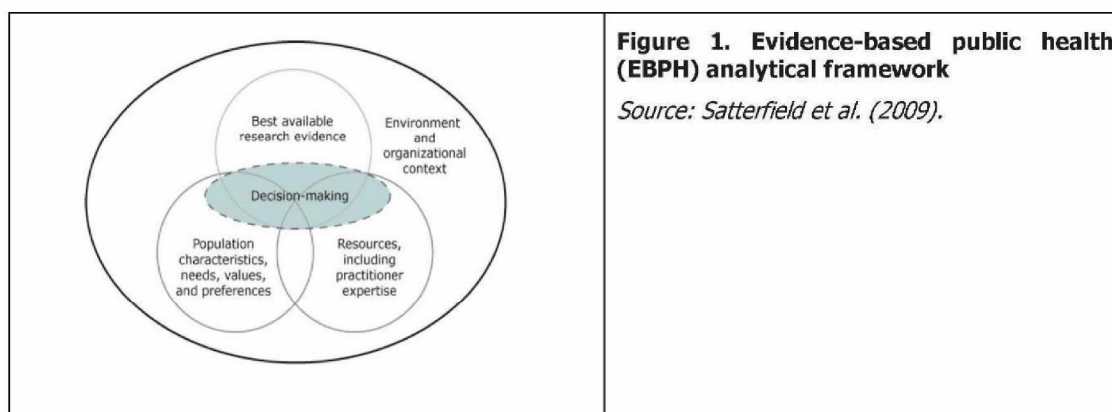 Best available
research evidence
Environment
and
organizational
context
Decision-making
Population
characteristics,
needs, values,
and preferences
Resources,
including
practitioner
expertise
Figure 1. Evidence-based public health
(EBPH) analytical framework
Source: Satterfield et al. (2009).